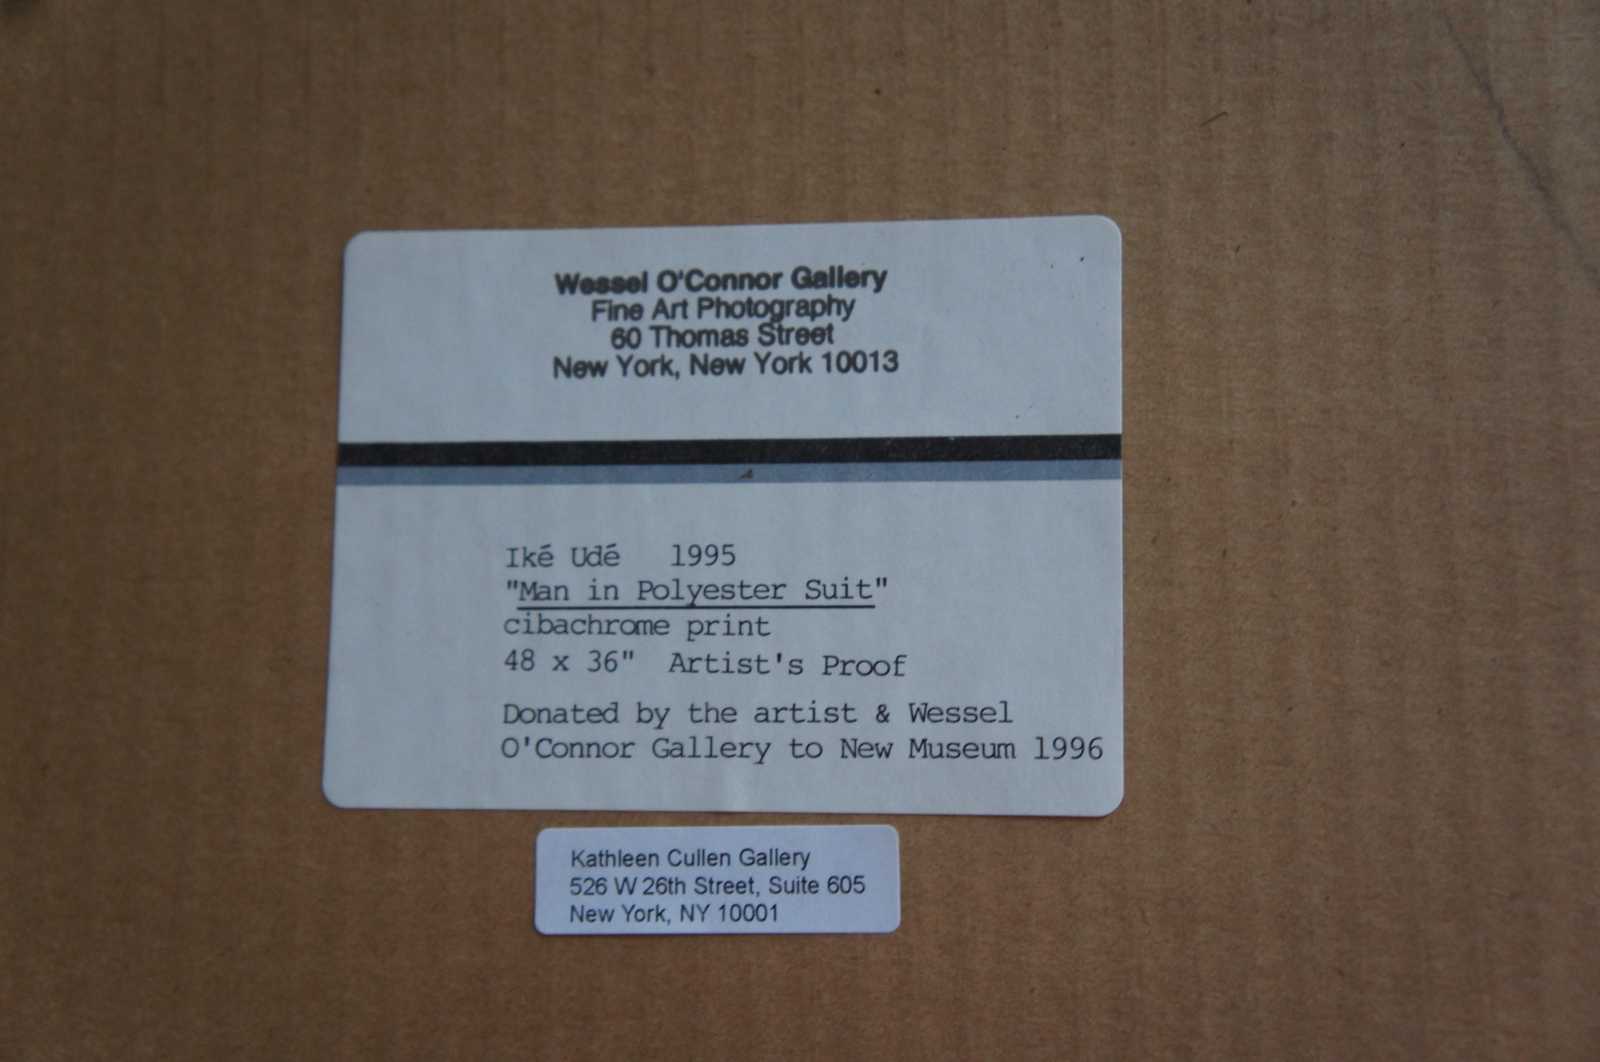 Wessel O'Connor Gallery
Fine Art Photography
60 Thomas Street
New York, New York 10013
Iké Udé 1995
"Man in Polyester Suit"
cibachrome print
48 x 36" Artist's Proof
Donated by the artist & Wessel
O'Connor Gallery to New Museum 1996
Kathleen Cullen Gallery
526 W 26th Street, Suite 605
New York, NY 10001